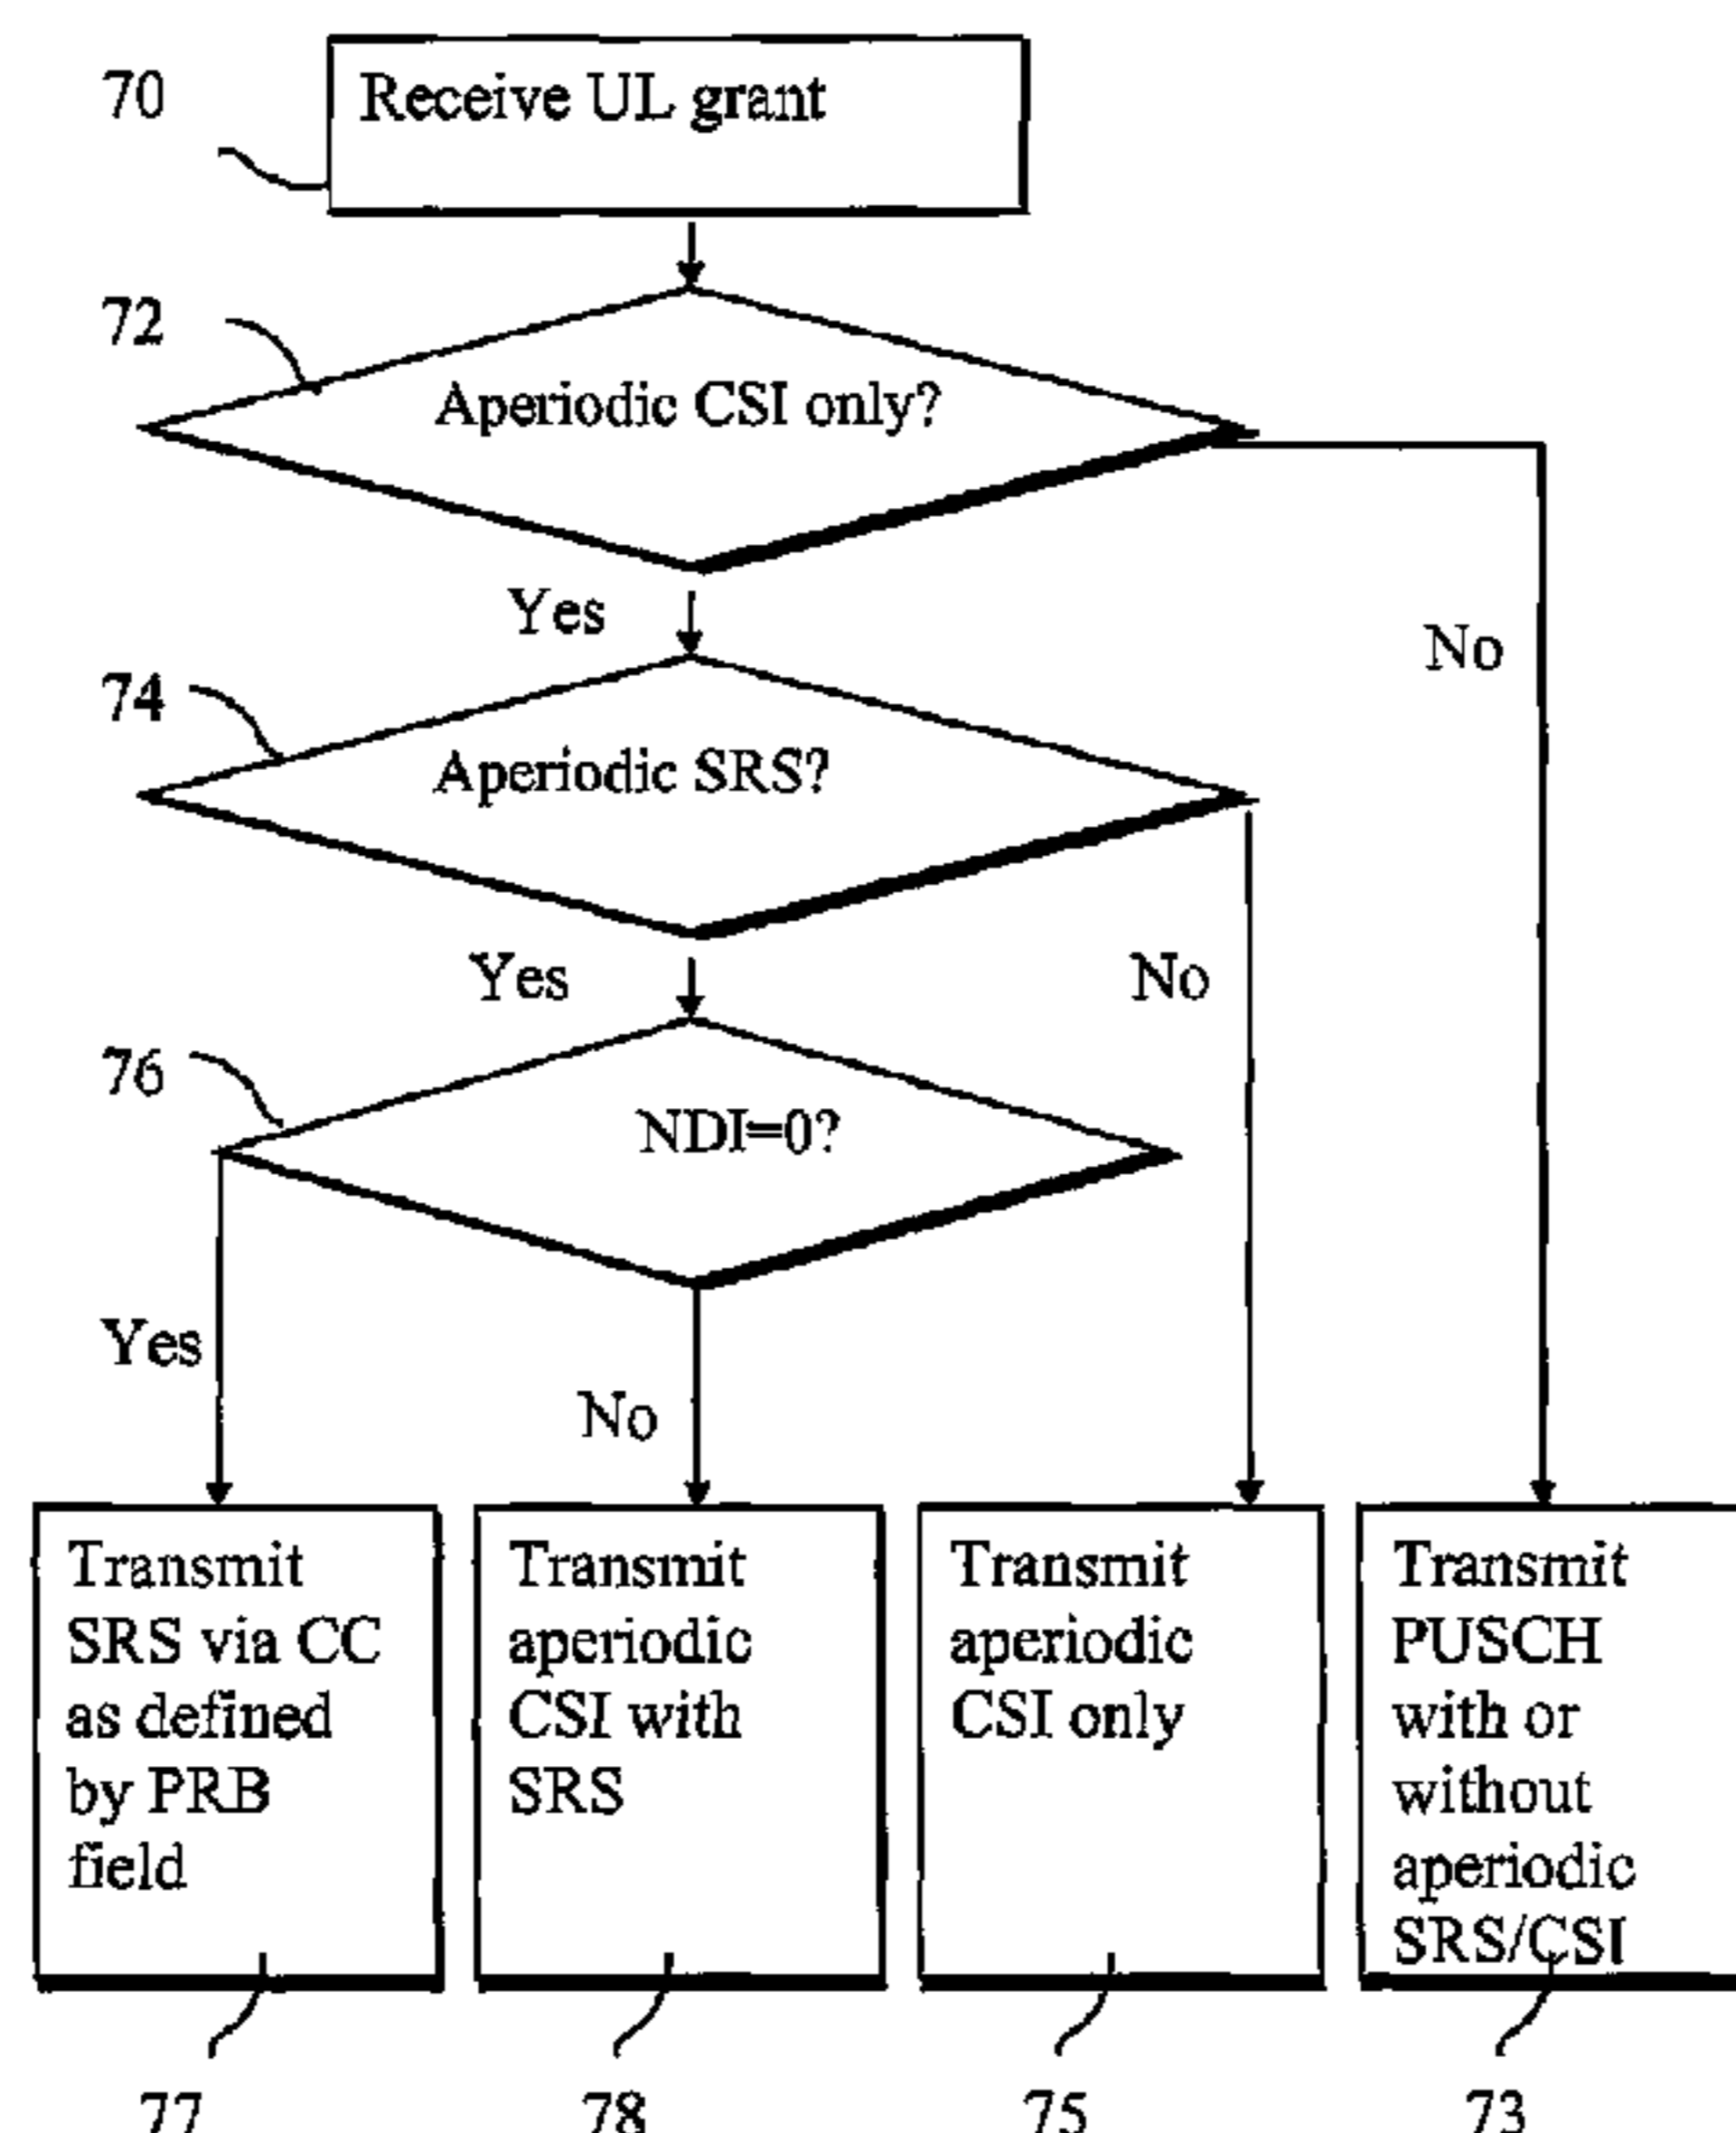 70
Receive UL grant
72
Aperiodic CSI only?
Yes
No
74
Aperiodic SRS?
Yes
No
76
NDI=0?
Yes
No
Transmit
SRS via CC
as defined
by PRB
field
Transmit
aperiodic
CSI with
SRS
Transmit
aperiodic
CSI only
Transmit
PUSCH
with or
without
aperiodic
SRS/CSI
77
78
75
73